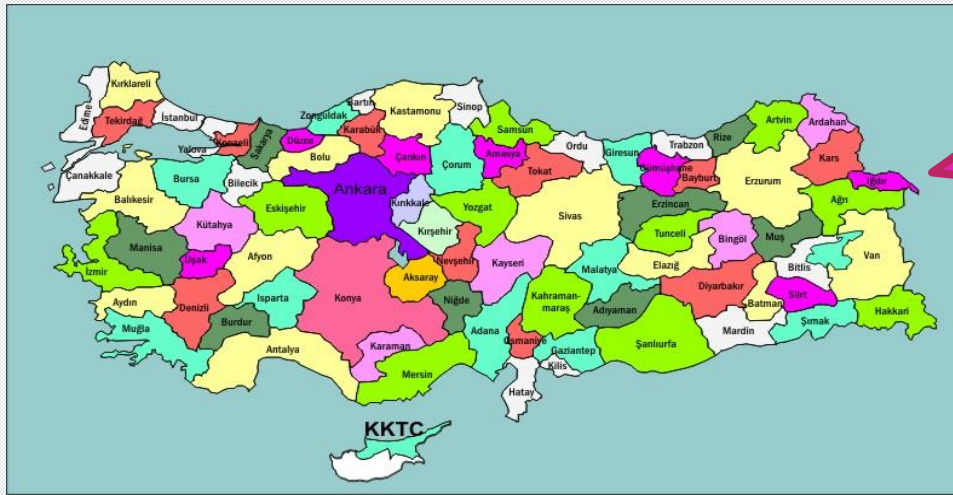 Kırklareli
Edirne
Tekirdağ
İstanbul
Kocaeli
Yalova
Sakarya
Düzce
Zonguldak
Bartın
Karabük
Kastamonu
Sinop
Samsun
Ordu
Giresun
Trabzon
Rize
Artvin
Ardahan
Çanakkale
Balıkesir
Bursa
Bilecik
Bolu
Çankırı
Çorum
Amasya
Tokat
Gümüşhane
Bayburt
Erzurum
Kars
Iğdır
Ağrı
Kütahya
Eskişehir
Ankara
Kırıkkale
Kırşehir
Yozgat
Sivas
Erzincan
Tunceli
Bingöl
Muş
Bitlis
Van
Manisa
İzmir
Uşak
Afyon
Konya
Aksaray
Nevşehir
Kayseri
Malatya
Elazığ
Diyarbakır
Batman
Siirt
Hakkari
Şırnak
Mardin
Aydın
Denizli
Isparta
Burdur
Muğla
Antalya
Karaman
Niğde
Mersin
Adana
Kahraman-
maraş
Adıyaman
Osmaniye
Gaziantep
Kilis
Şanlıurfa
Hatay
KKTC